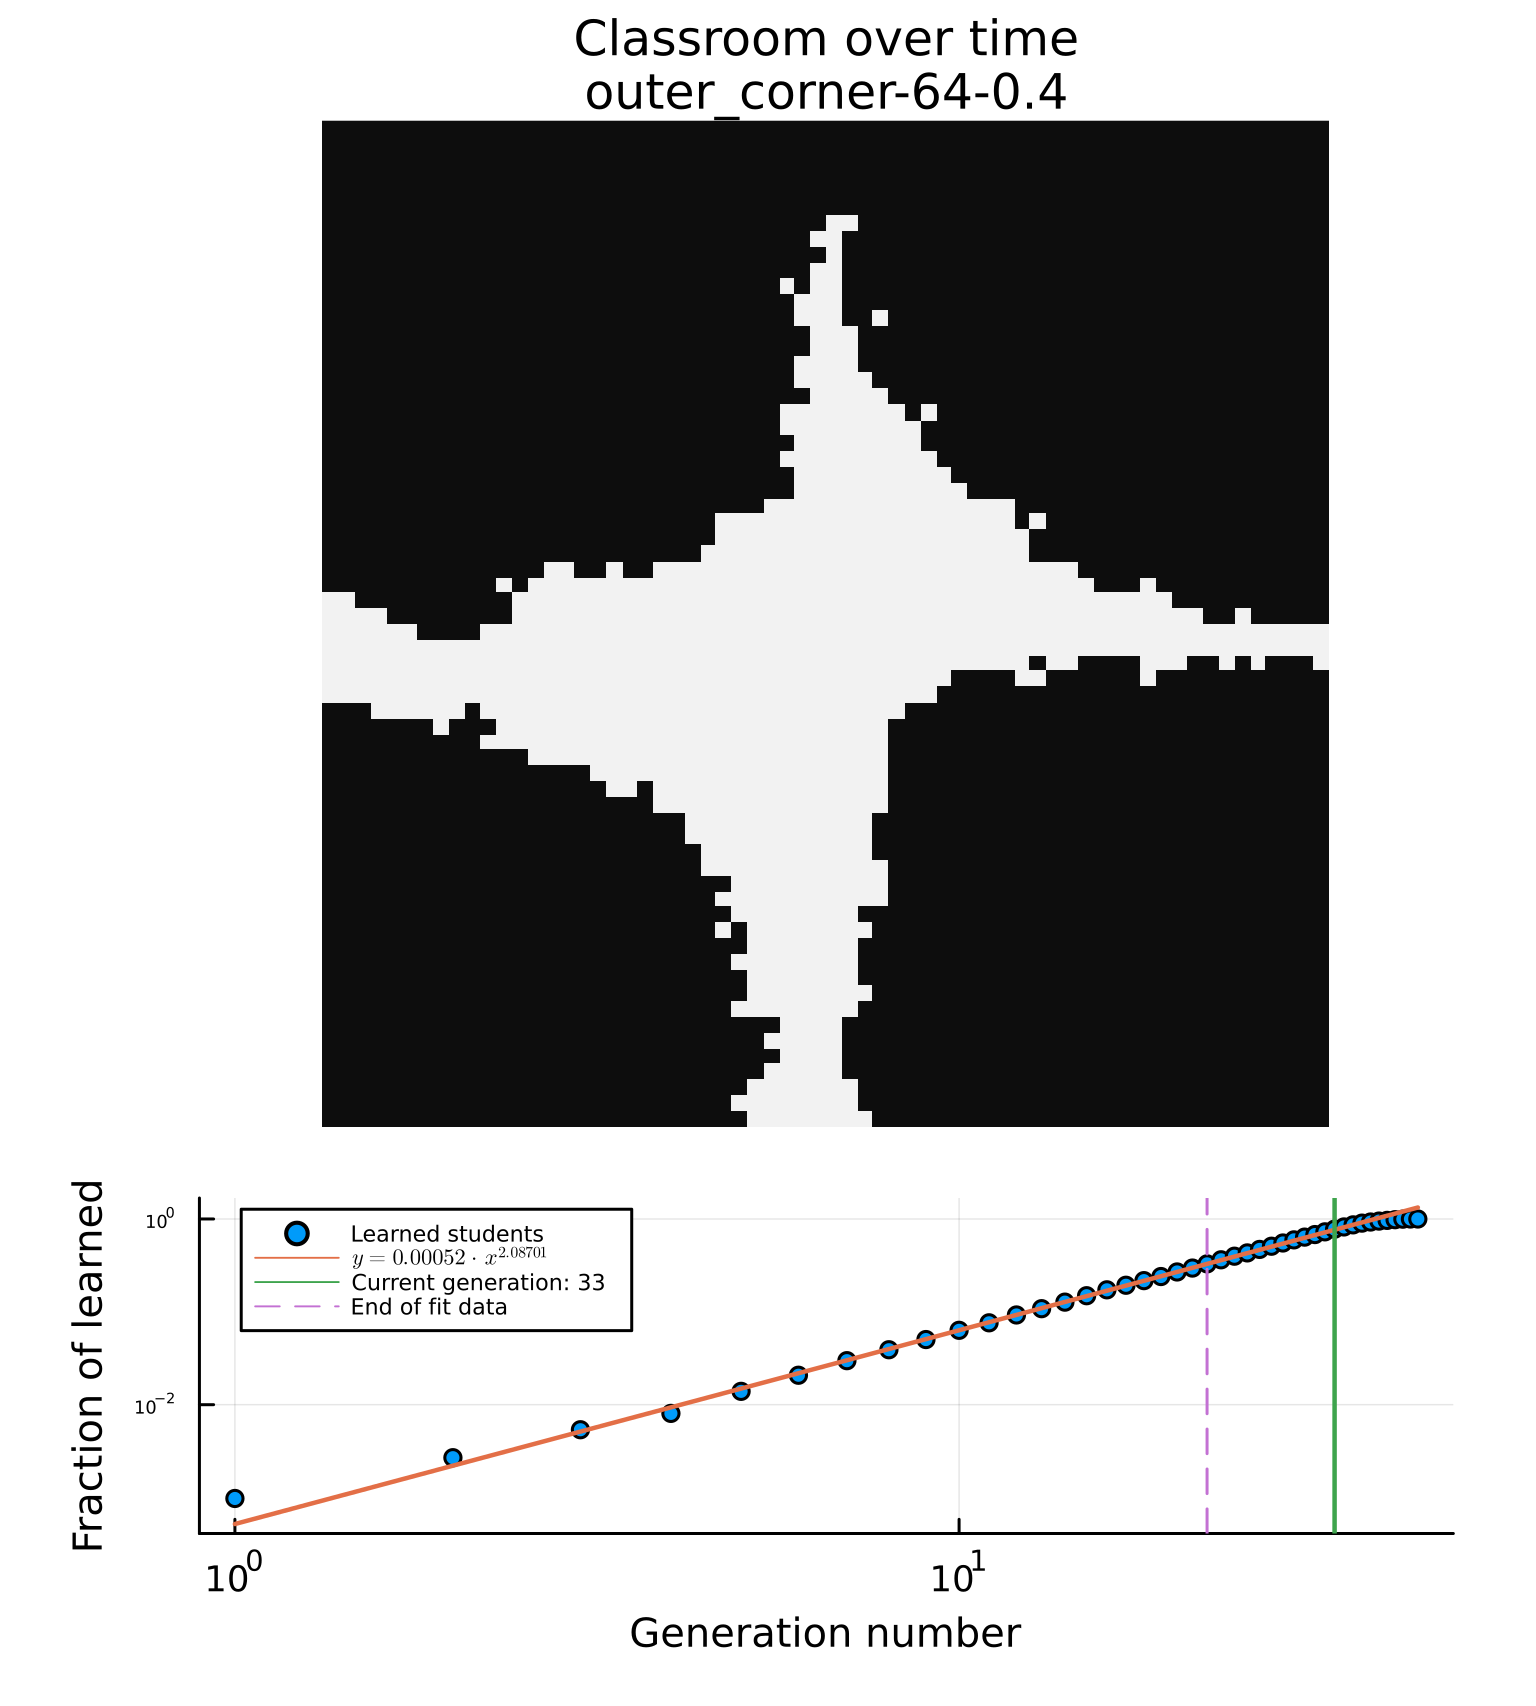 Classroom over time
outer_corner-64-0.4
Fraction of learned
10^0
10^-2
Learned students
y = 0.00052 · x^2.08701
Current generation: 33
End of fit data
10^0
10^1
Generation number